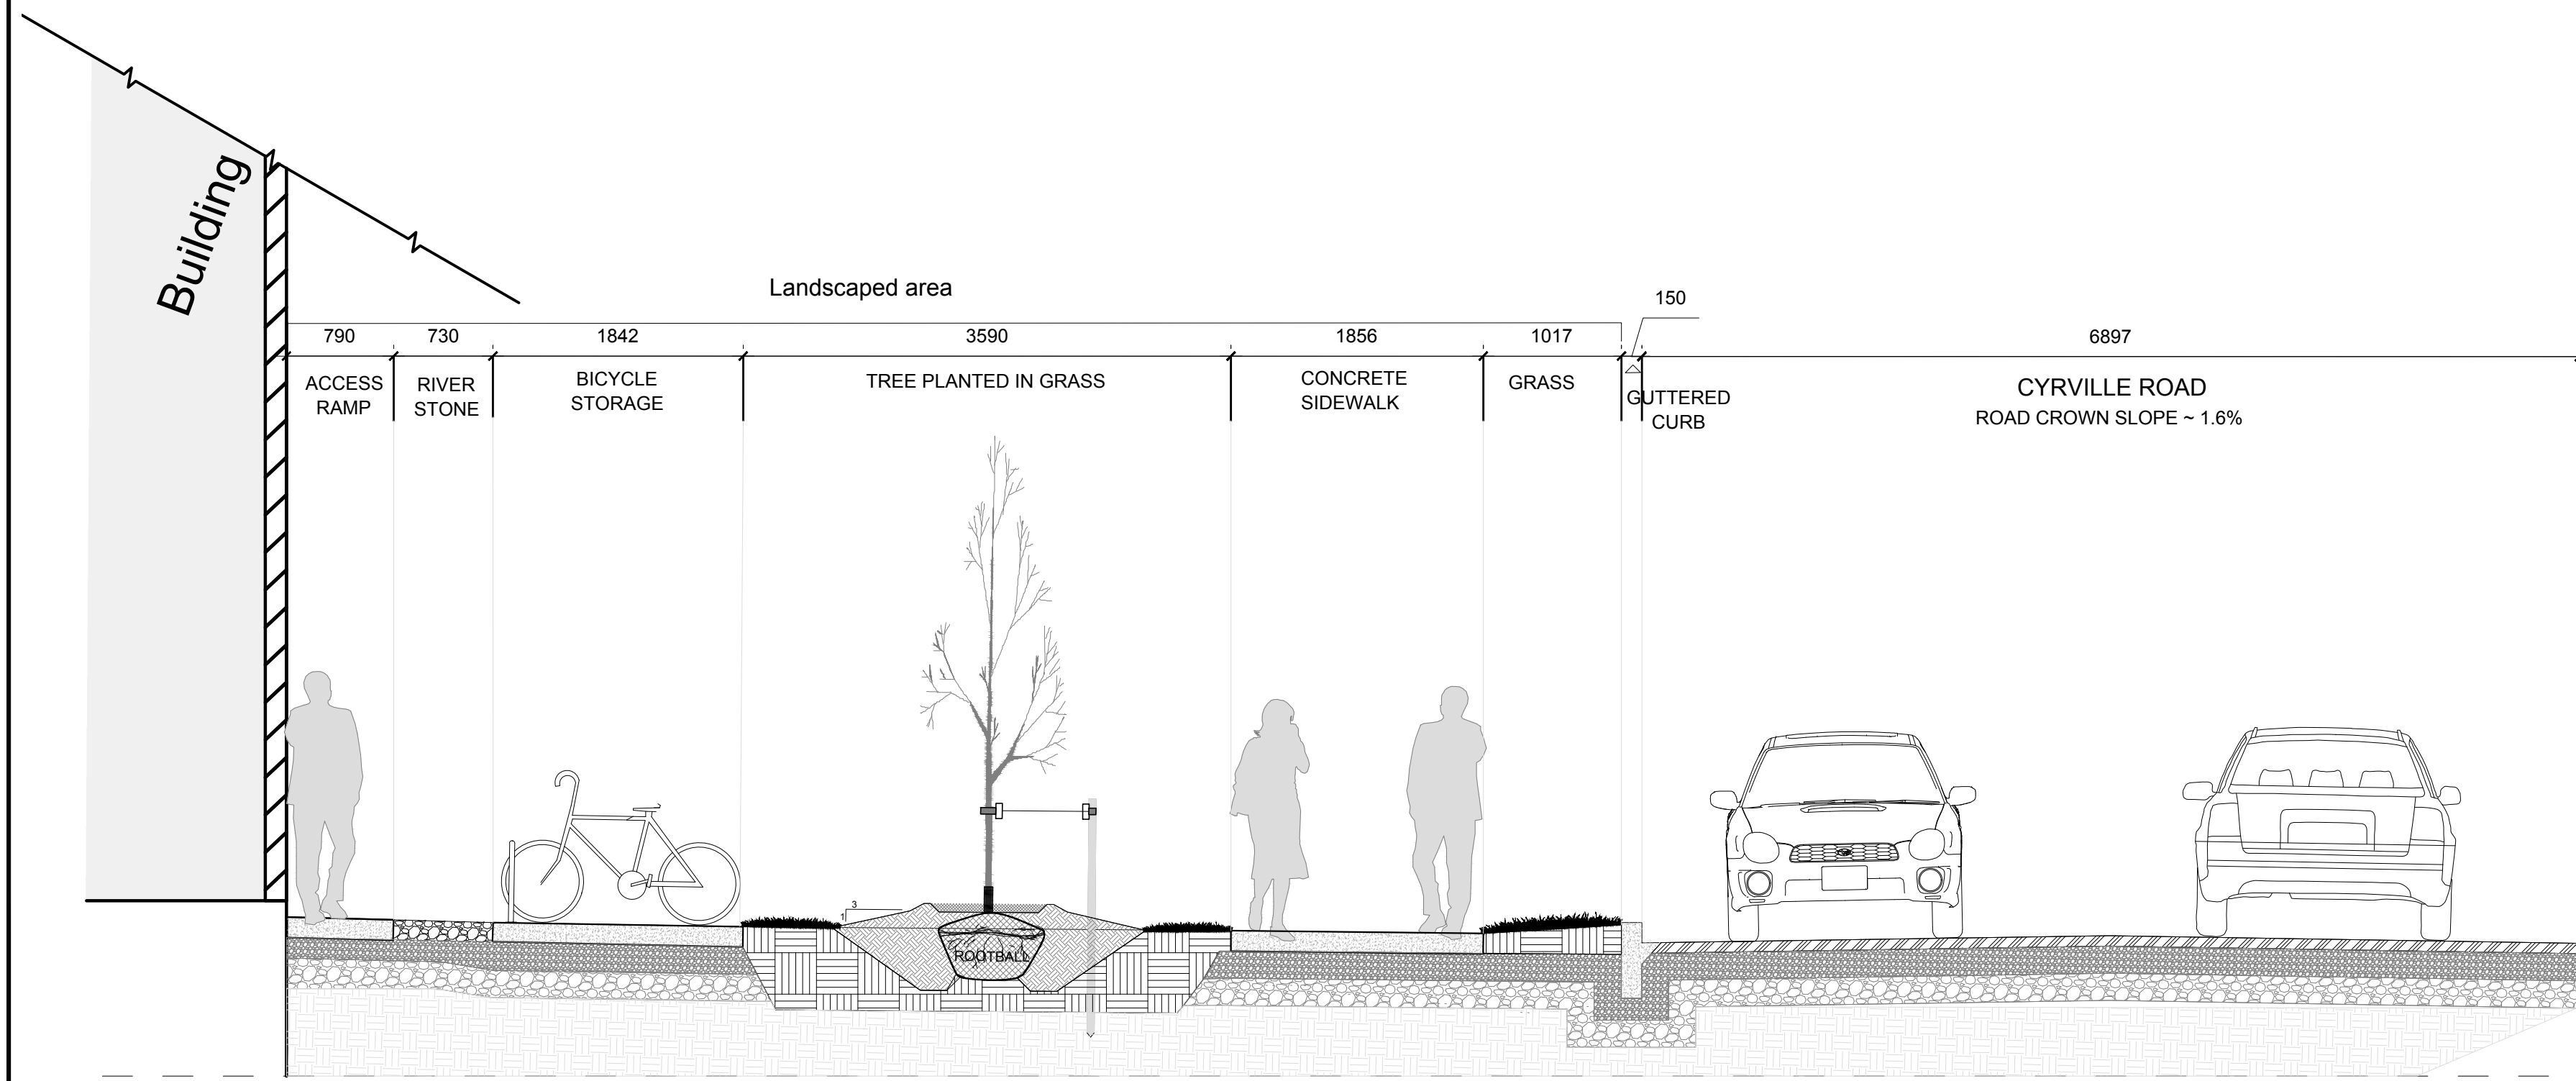 Building
Landscaped area
150
790
730
1842
3590
1856
1017
6897
ACCESS
RAMP
RIVER
STONE
BICYCLE
STORAGE
TREE PLANTED IN GRASS
CONCRETE
SIDEWALK
GRASS
GUTTERED
CURB
CYRVILLE ROAD
ROAD CROWN SLOPE ~ 1.6%
3
1
ROOTBALL